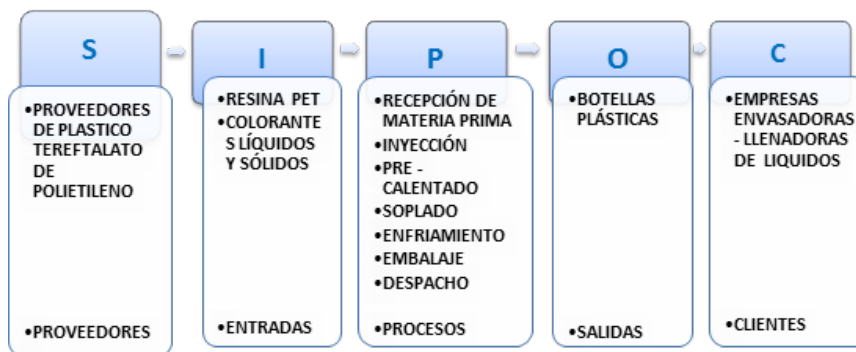 S
•PROVEEDORES
DE PLASTICO
TEREFTALATO
DE
POLIETILENO
•PROVEEDORES
I
•RESINA PET
•COLORANTE
S LÍQUIDOS
Y SÓLIDOS
•ENTRADAS
P
•RECEPCIÓN DE
MATERIA PRIMA
•INYECCIÓN
•PRE -
CALENTADO
•SOPLADO
•ENFRIAMIENTO
•EMBALAJE
•DESPACHO
•PROCESOS
O
•BOTELLAS
PLÁSTICAS
•SALIDAS
C
•EMPRESAS
ENVASADORAS
- LLENADORAS
DE LIQUIDOS
•CLIENTES